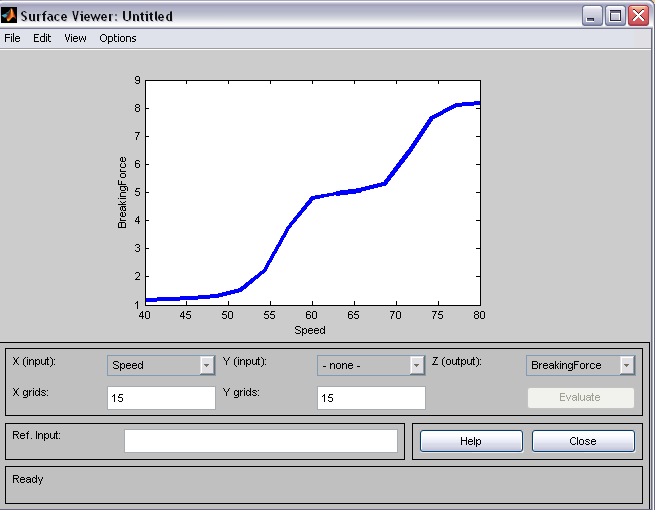 Surface Viewer: Untitled
File Edit View Options
9
8
7
6
5
4
3
2
1
BreakingForce
40 45 50 55 60 65 70 75 80
Speed
X (input): Speed Y (input): - none - Z (output): BreakingForce
X grids: 15 Y grids: 15 Evaluate
Ref. Input: Help Close
Ready